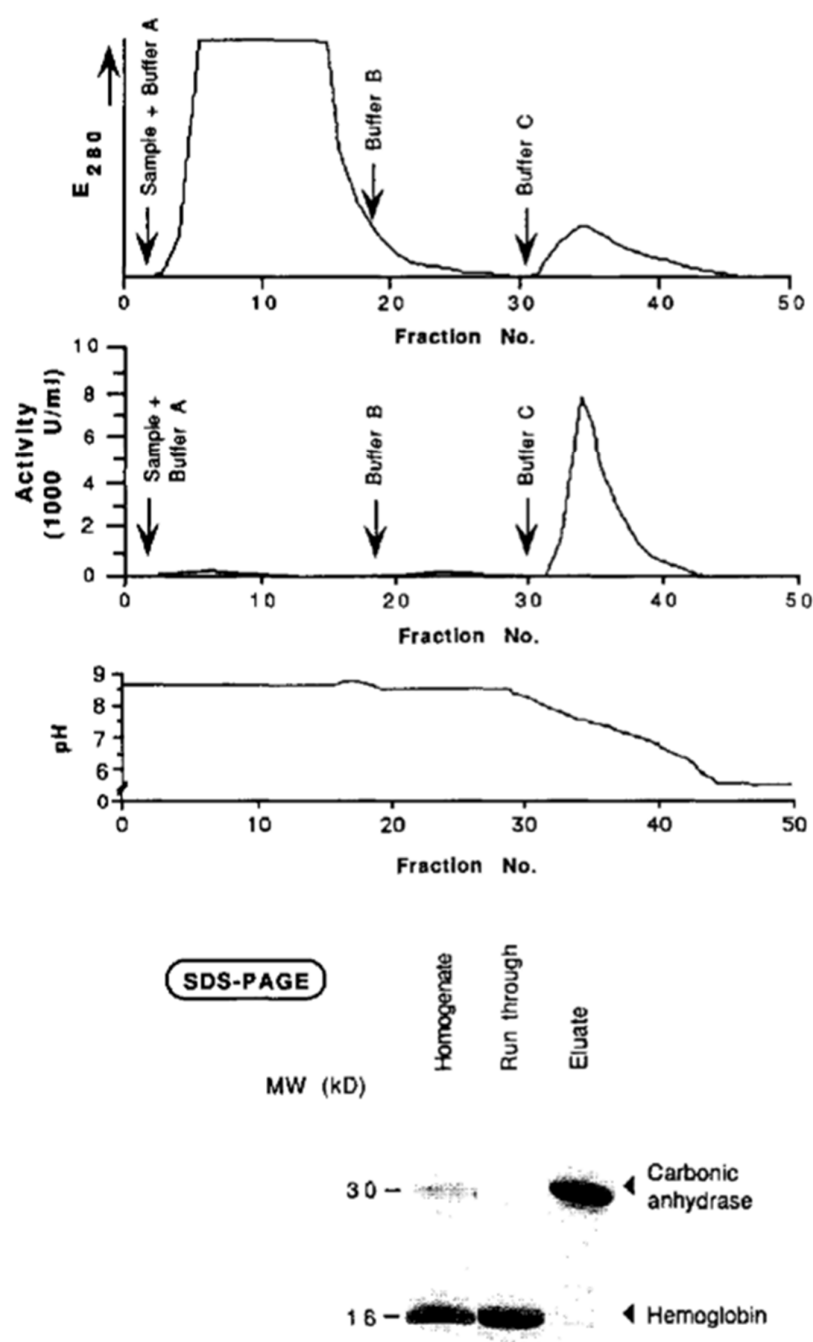 E 280
Sample + Buffer A
Buffer B
Buffer C
0 10 20 30 40 50
Fraction No.
Activity
(1000 U/ml)
10
8
6
4
2
0
Sample +
Buffer A
Buffer B
Buffer C
0 10 20 30 40 50
Fraction No.
pH
9
8
7
6
0
0 10 20 30 40 50
Fraction No.
SDS-PAGE
Homogenate
Run through
Eluate
MW (kD)
30
Carbonic
anhydrase
16
Hemoglobin